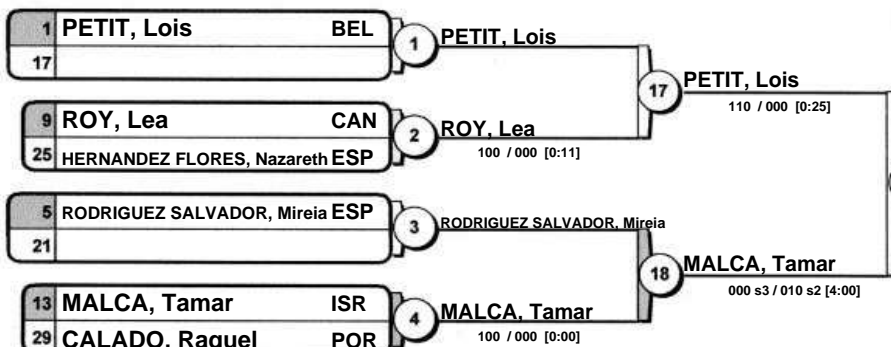 1 PETIT, Lois BEL
17
1 PETIT, Lois
17 PETIT, Lois
110 / 000 [0:25]
9 ROY, Lea CAN
25 HERNANDEZ FLORES, Nazareth ESP
2 ROY, Lea
100 / 000 [0:11]
5 RODRIGUEZ SALVADOR, Mireia ESP
21
3 RODRIGUEZ SALVADOR, Mireia
18 MALCA, Tamar
000 s3 / 010 s2 [4:00]
13 MALCA, Tamar ISR
29 CALADO, Raquel POR
4 MALCA, Tamar
100 / 000 [0:00]